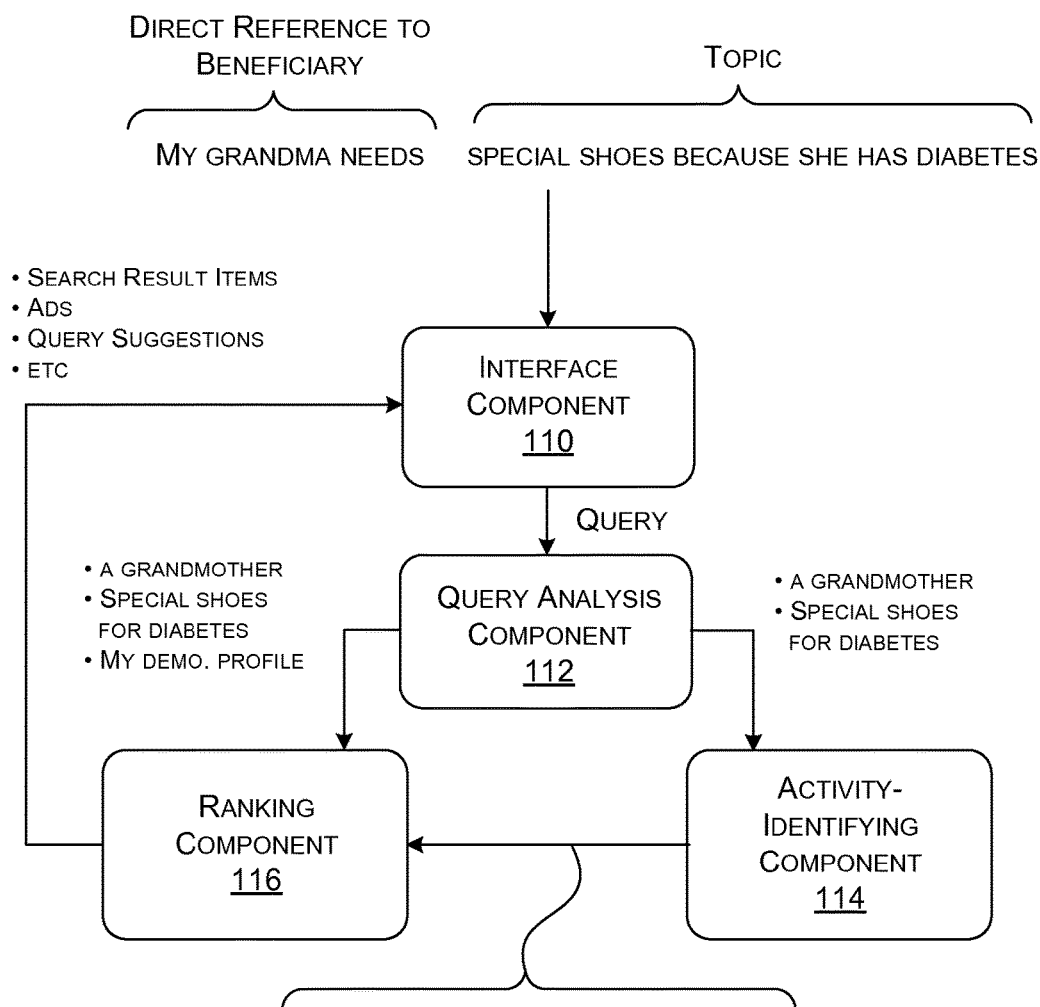 DIRECT REFERENCE TO
BENEFICIARY
TOPIC
MY GRANDMA NEEDS
SPECIAL SHOES BECAUSE SHE HAS DIABETES
• SEARCH RESULT ITEMS
• ADS
• QUERY SUGGESTIONS
• ETC
INTERFACE
COMPONENT
110
QUERY
• A GRANDMOTHER
• SPECIAL SHOES
FOR DIABETES
• MY DEMO. PROFILE
QUERY ANALYSIS
COMPONENT
112
• A GRANDMOTHER
• SPECIAL SHOES
FOR DIABETES
RANKING
COMPONENT
116
ACTIVITY-
IDENTIFYING
COMPONENT
114